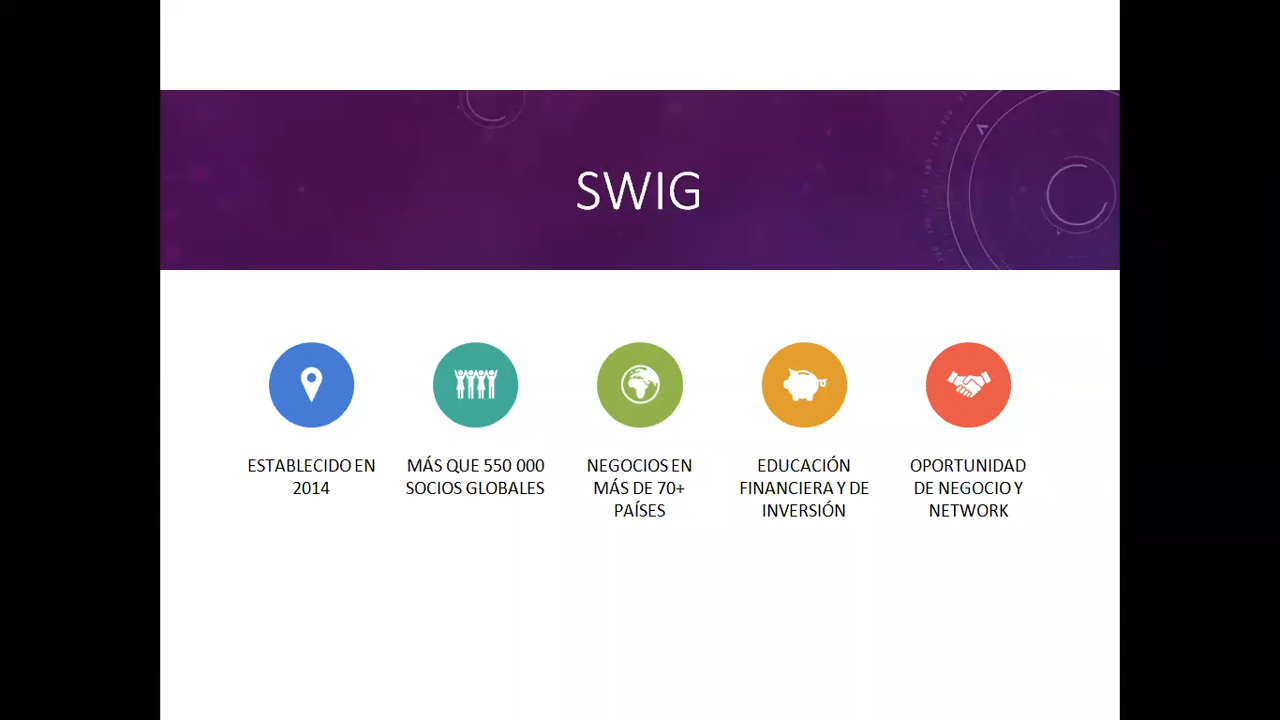 SWIG
ESTABLECIDO EN
2014
MÁS QUE 550 000
SOCIOS GLOBALES
NEGOCIOS EN
MÁS DE 70+
PAÍSES
EDUCACIÓN
FINANCIERA Y DE
INVERSIÓN
OPORTUNIDAD
DE NEGOCIO Y
NETWORK